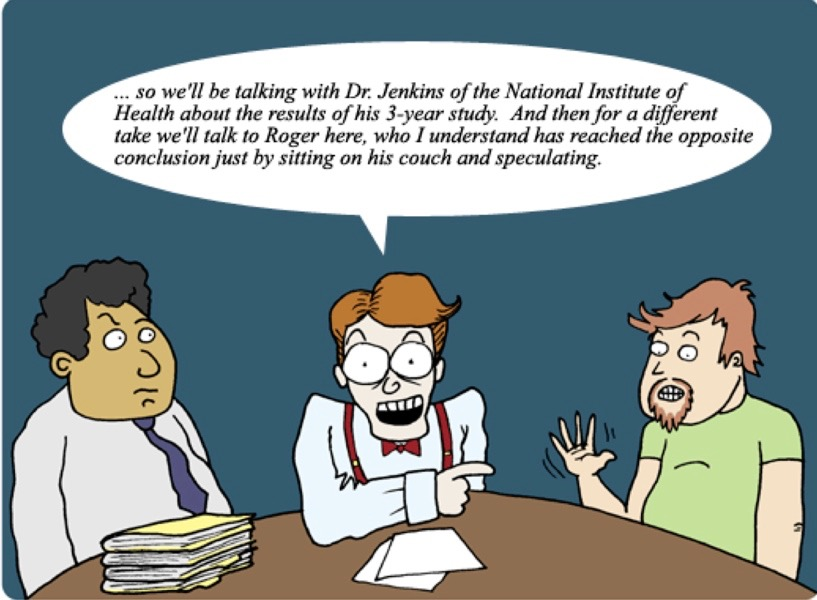 ... so we'll be talking with Dr. Jenkins of the National Institute of
Health about the results of his 3-year study.  And then for a different
take we'll talk to Roger here, who I understand has reached the opposite
conclusion just by sitting on his couch and speculating.